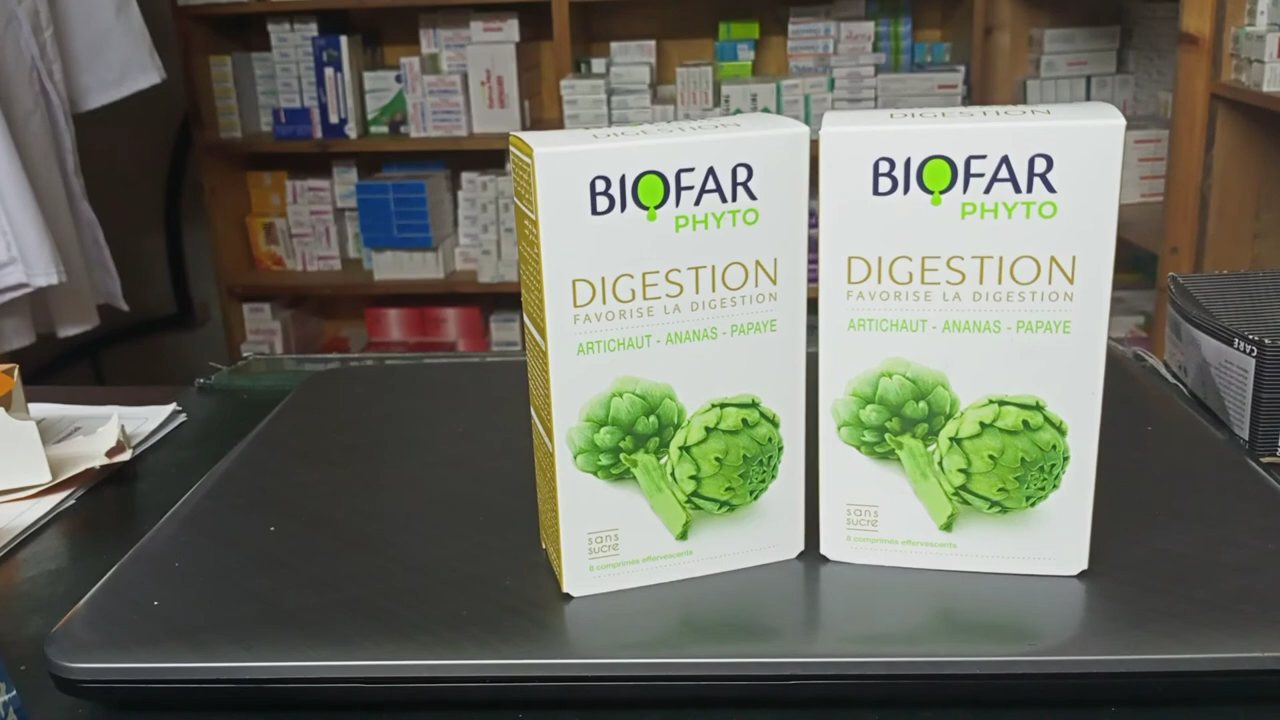 DIGESTION
BIOFAR
PHYTO
DIGESTION
FAVORISE LA DIGESTION
ARTICHAUT - ANANAS - PAPAYE
sans
sucre
8 comprimés effervescents
DIGESTION
BIOFAR
PHYTO
DIGESTION
FAVORISE LA DIGESTION
ARTICHAUT - ANANAS - PAPAYE
sans
sucre
8 comprimés effervescents
CARE